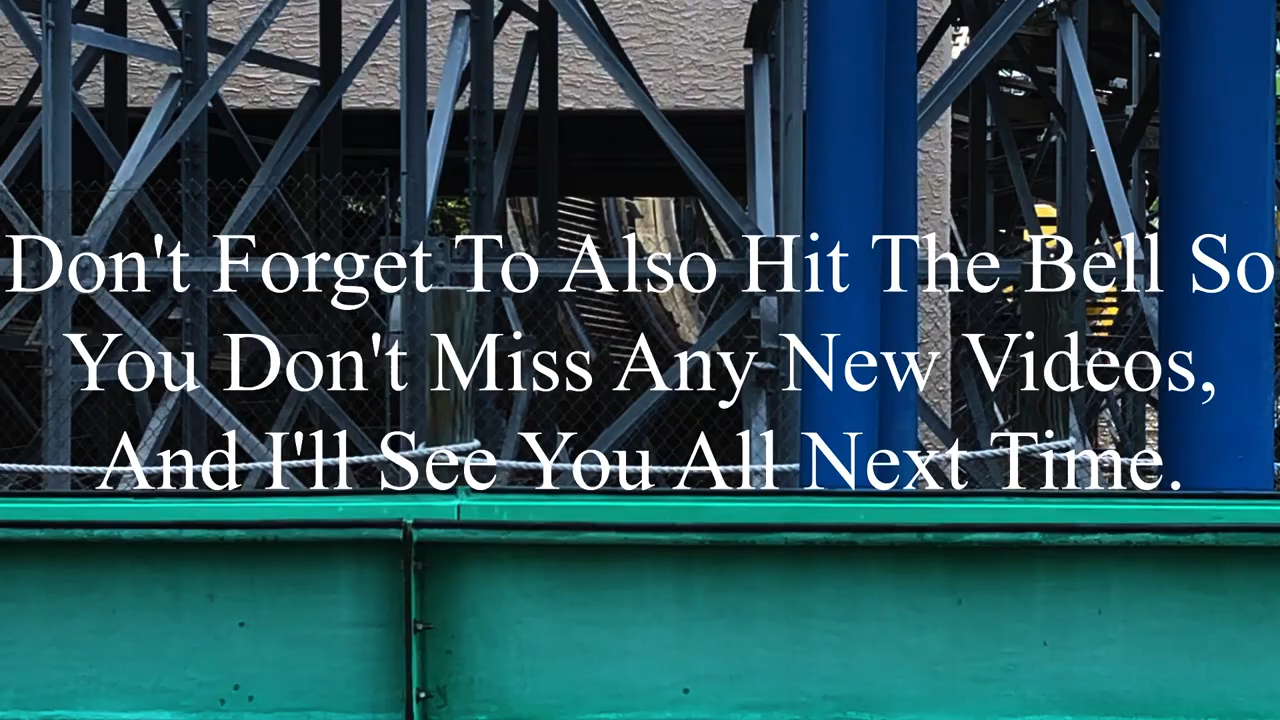 Don't Forget To Also Hit The Bell So
You Don't Miss Any New Videos,
And I'll See You All Next Time.